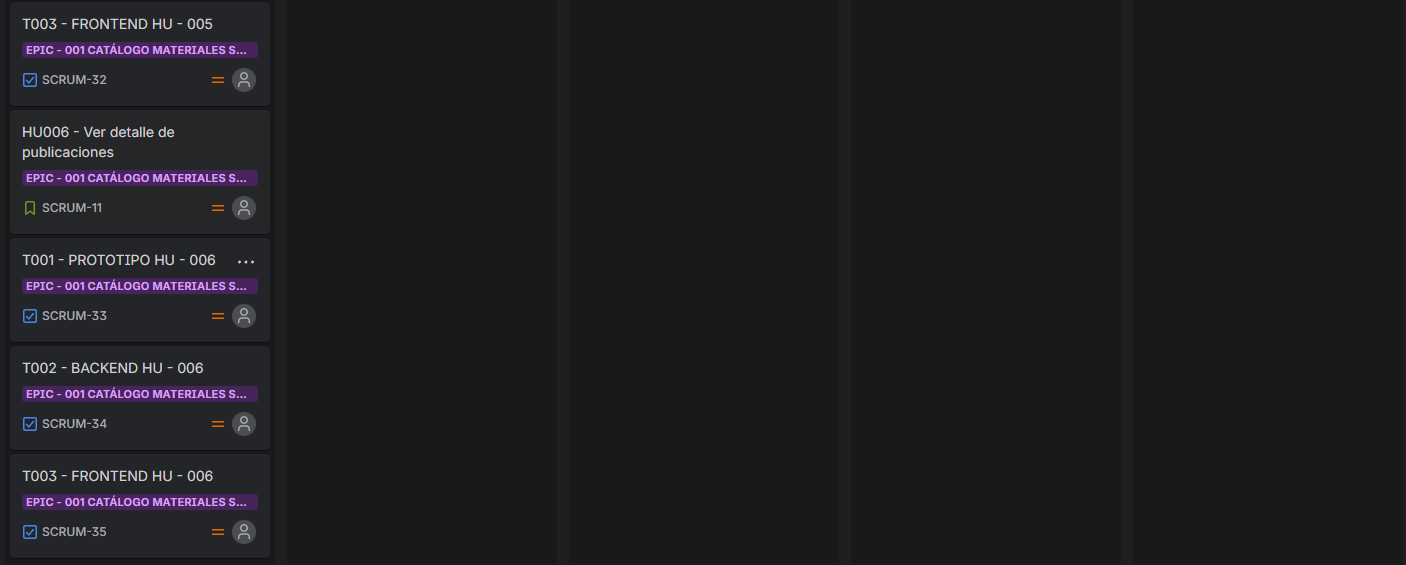 T003 - FRONTEND HU - 005
EPIC - 001 CATÁLOGO MATERIALES S...
SCRUM-32
HU006 - Ver detalle de
publicaciones
EPIC - 001 CATÁLOGO MATERIALES S...
SCRUM-11
T001 - PROTOTIPO HU - 006
EPIC - 001 CATÁLOGO MATERIALES S...
SCRUM-33
T002 - BACKEND HU - 006
EPIC - 001 CATÁLOGO MATERIALES S...
SCRUM-34
T003 - FRONTEND HU - 006
EPIC - 001 CATÁLOGO MATERIALES S...
SCRUM-35